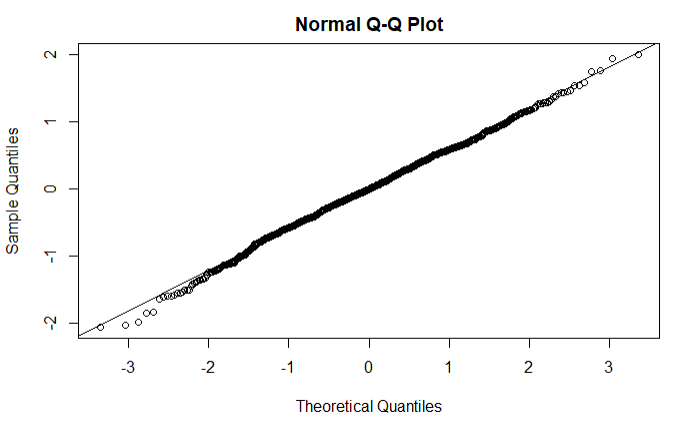 Normal Q-Q Plot
Sample Quantiles
2
1
0
-1
-2
-3 -2 -1 0 1 2 3
Theoretical Quantiles